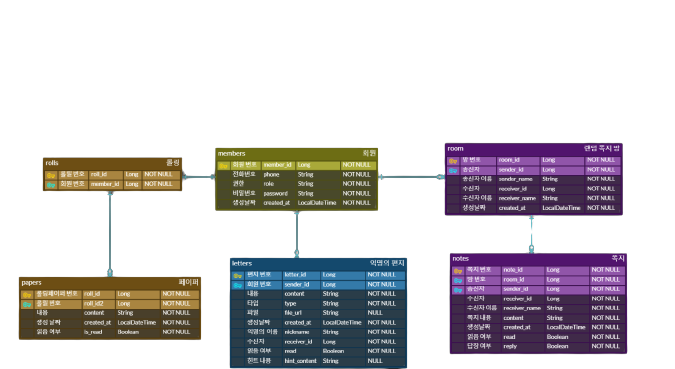 rolls 롤링
롤링 번호 roll_id Long NOT NULL
회원 번호 member_id Long NOT NULL
members 회원
회원 번호 member_id Long NOT NULL
전화번호 phone String NOT NULL
권한 role String NOT NULL
비밀번호 password String NOT NULL
생성날짜 created_at LocalDateTime NOT NULL
room 랜덤 쪽지 방
방 번호 room_id Long NOT NULL
송신자 sender_id Long NOT NULL
송신자 이름 sender_name String NOT NULL
수신자 receiver_id Long NOT NULL
수신자 이름 receiver_name String NOT NULL
생성날짜 created_at LocalDateTime NOT NULL
papers 페이퍼
롤링페이퍼 번호 roll_id Long NOT NULL
롤링 번호 roll_id2 Long NOT NULL
내용 content String NOT NULL
생성 날짜 created_at LocalDateTime NOT NULL
읽음 여부 is_read Boolean NOT NULL
letters 익명의 편지
편지 번호 letter_id Long NOT NULL
회원 번호 sender_id Long NOT NULL
내용 content String NOT NULL
타입 type String NOT NULL
파일 file_url String NULL
생성날짜 created_at LocalDateTime NOT NULL
익명의 이름 nickname String NOT NULL
수신자 receiver_id Long NOT NULL
읽음 여부 read Boolean NOT NULL
힌트 내용 hint_content String NULL
notes 쪽지
쪽지 번호 note_id Long NOT NULL
방 번호 room_id Long NOT NULL
송신자 sender_id Long NOT NULL
수신자 receiver_id Long NOT NULL
수신자 이름 receiver_name String NOT NULL
쪽지 내용 content String NOT NULL
생성날짜 created_at LocalDateTime NOT NULL
읽음 여부 read Boolean NOT NULL
답장 여부 reply Boolean NOT NULL